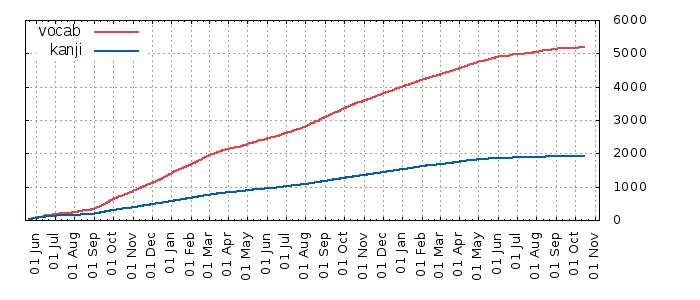 vocab
kanji
6000
5000
4000
3000
2000
1000
0
01 Jun
01 Jul
01 Aug
01 Sep
01 Oct
01 Nov
01 Dec
01 Jan
01 Feb
01 Mar
01 Apr
01 May
01 Jun
01 Jul
01 Aug
01 Sep
01 Oct
01 Nov
01 Dec
01 Jan
01 Feb
01 Mar
01 Apr
01 May
01 Jun
01 Jul
01 Aug
01 Sep
01 Oct
01 Nov